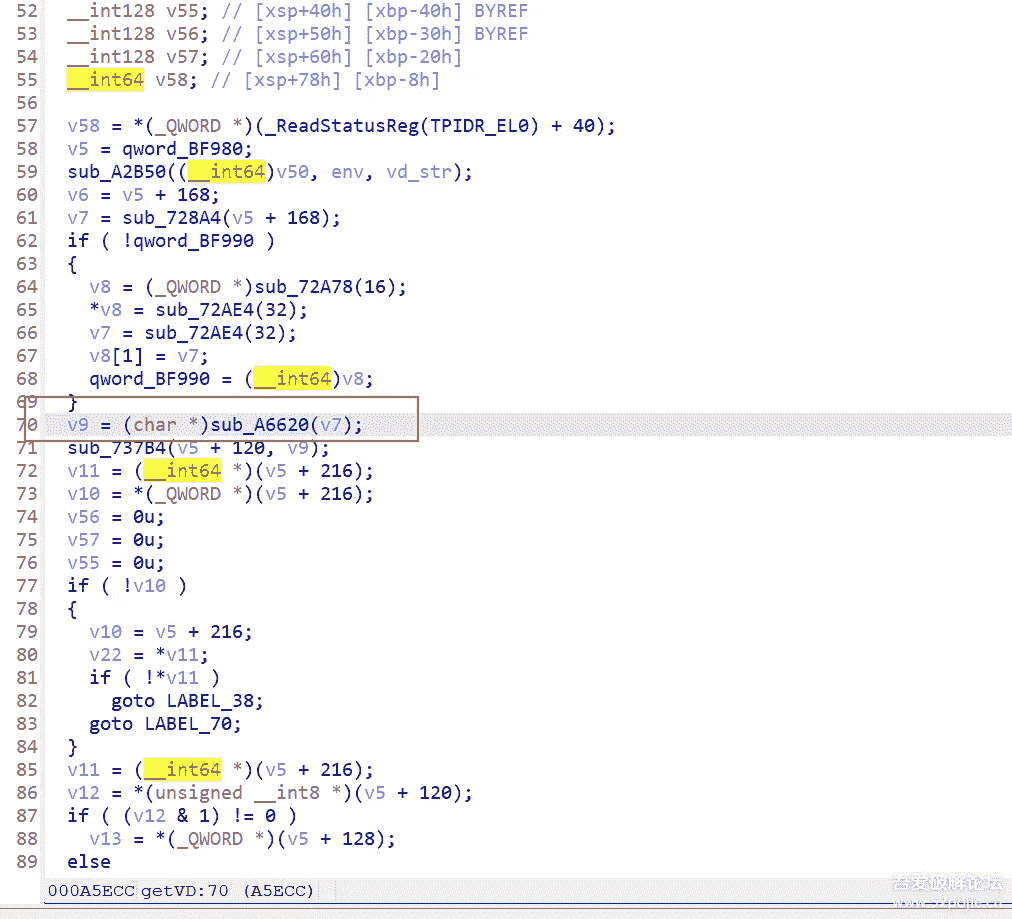 52 __int128 v55; // [xsp+40h] [xbp-40h] BYREF
53 __int128 v56; // [xsp+50h] [xbp-30h] BYREF
54 __int128 v57; // [xsp+60h] [xbp-20h]
55 __int64 v58; // [xsp+78h] [xbp-8h]
56
57 v58 = *(_QWORD *)(_ReadStatusReg(TPIDR_EL0) + 40);
58 v5 = qword_BF980;
59 sub_A2B50((__int64)v50, env, vd_str);
60 v6 = v5 + 168;
61 v7 = sub_728A4(v5 + 168);
62 if ( !qword_BF990 )
63 {
64 v8 = (_QWORD *)sub_72A78(16);
65 *v8 = sub_72AE4(32);
66 v7 = sub_72AE4(32);
67 v8[1] = v7;
68 qword_BF990 = (__int64)v8;
69 }
70 v9 = (char *)sub_A6620(v7);
71 sub_737B4(v5 + 120, v9);
72 v11 = (__int64 *)(v5 + 216);
73 v10 = *(_QWORD *)(v5 + 216);
74 v56 = 0u;
75 v57 = 0u;
76 v55 = 0u;
77 if ( !v10 )
78 {
79 v10 = v5 + 216;
80 v22 = *v11;
81 if ( !*v11 )
82 goto LABEL_38;
83 goto LABEL_70;
84 }
85 v11 = (__int64 *)(v5 + 216);
86 v12 = *(unsigned __int8 *)(v5 + 120);
87 if ( (v12 & 1) != 0 )
88 v13 = *(_QWORD *)(v5 + 128);
89 else
000A5ECC getVD:70 (A5ECC)
吾爱破解论坛
www.52pojie.cn